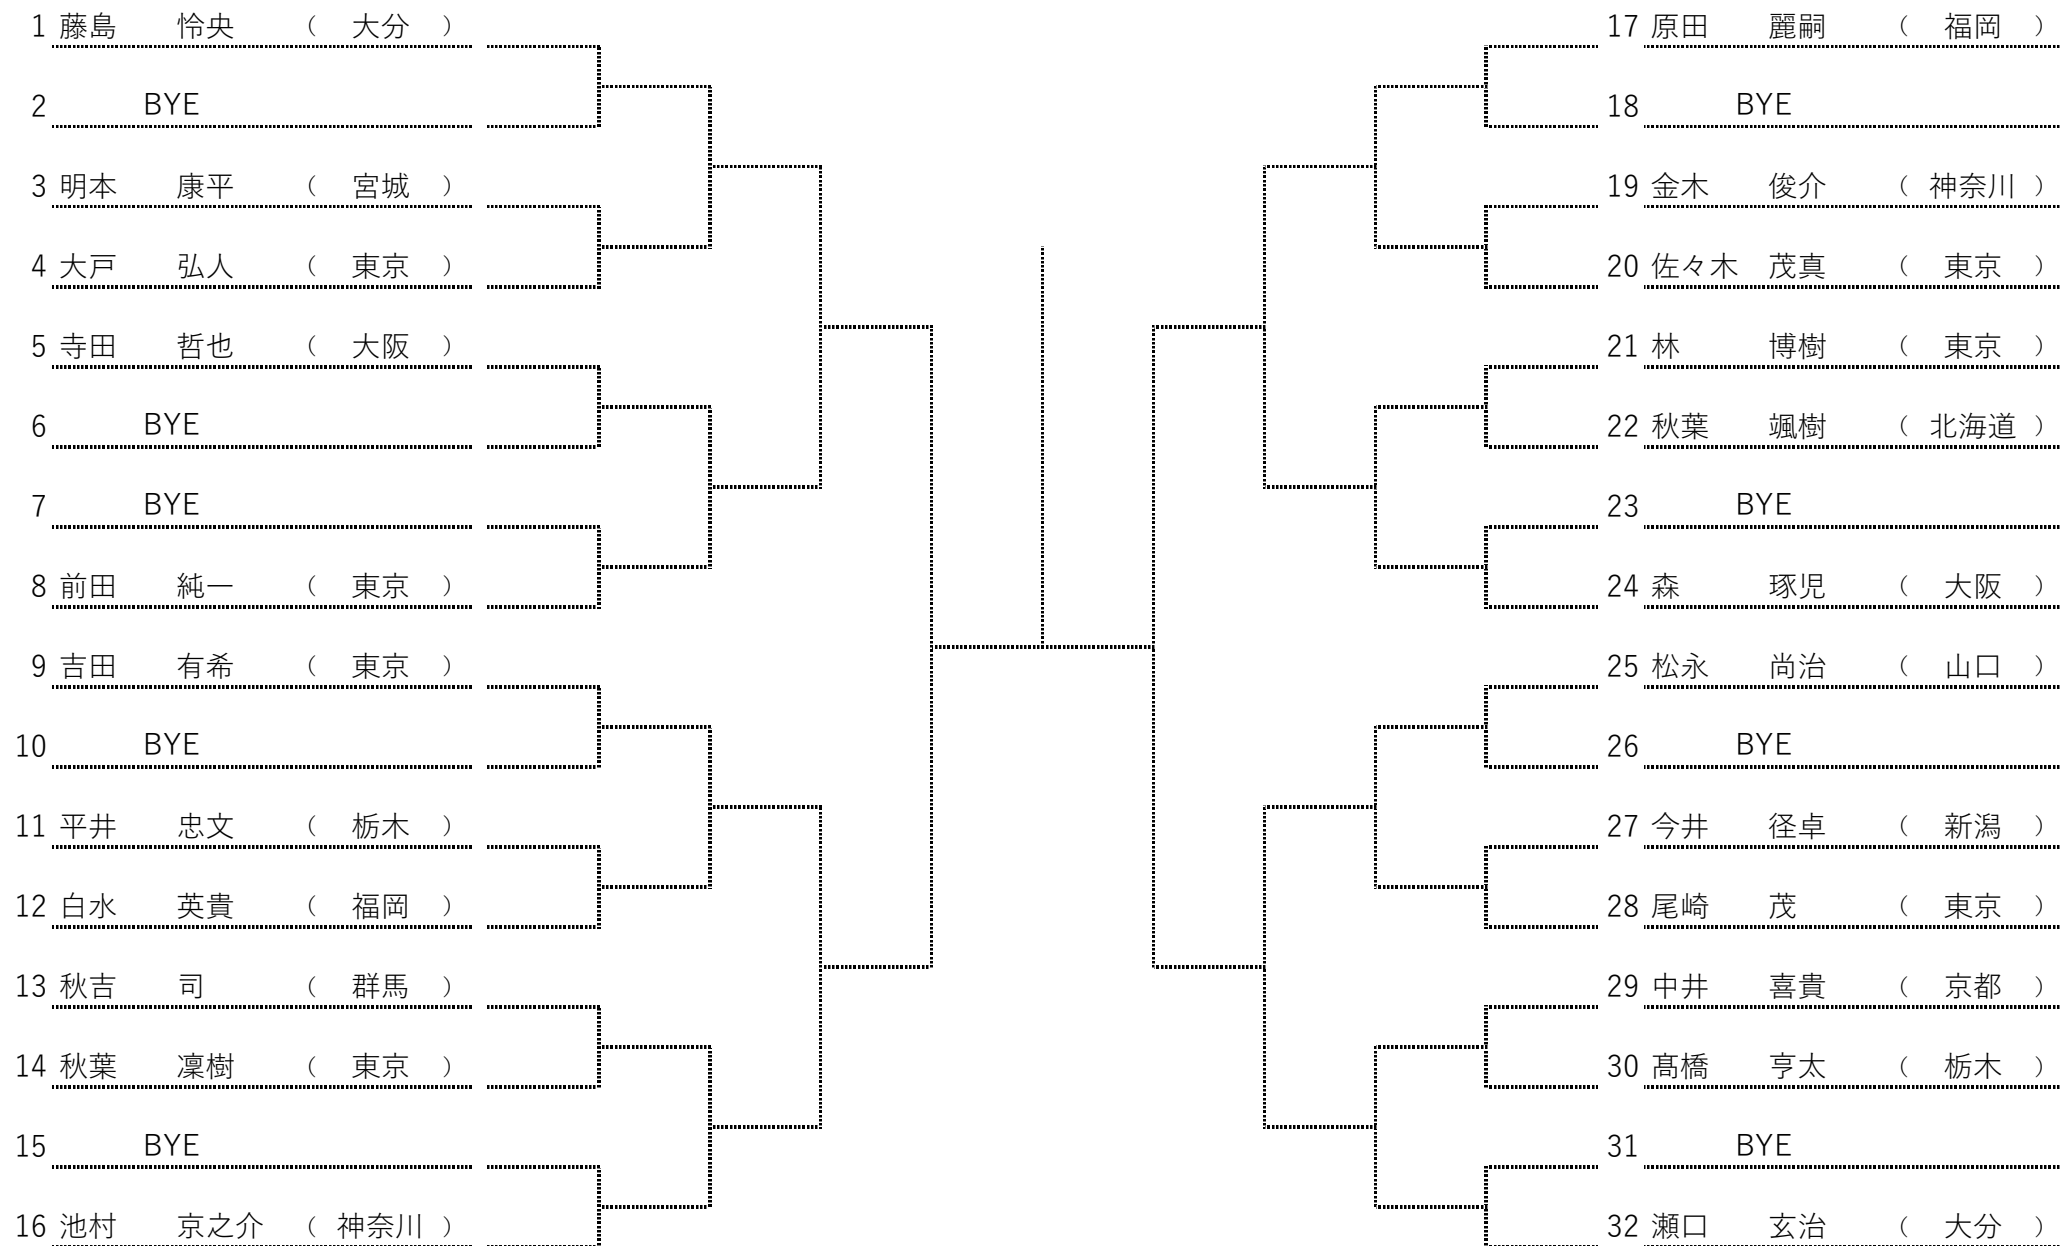 1 藤島 怜央 （ 大分 ）
2 BYE
3 明本 康平 （ 宮城 ）
4 大戸 弘人 （ 東京 ）
5 寺田 哲也 （ 大阪 ）
6 BYE
7 BYE
8 前田 純一 （ 東京 ）
9 吉田 有希 （ 東京 ）
10 BYE
11 平井 忠文 （ 栃木 ）
12 白水 英貴 （ 福岡 ）
13 秋吉 司 （ 群馬 ）
14 秋葉 凜樹 （ 東京 ）
15 BYE
16 池村 京之介 （ 神奈川 ）
17 原田 麗嗣 （ 福岡 ）
18 BYE
19 金木 俊介 （ 神奈川 ）
20 佐々木 茂真 （ 東京 ）
21 林 博樹 （ 東京 ）
22 秋葉 颯樹 （ 北海道 ）
23 BYE
24 森 琢児 （ 大阪 ）
25 松永 尚治 （ 山口 ）
26 BYE
27 今井 径卓 （ 新潟 ）
28 尾崎 茂 （ 東京 ）
29 中井 喜貴 （ 京都 ）
30 髙橋 亨太 （ 栃木 ）
31 BYE
32 瀬口 玄治 （ 大分 ）